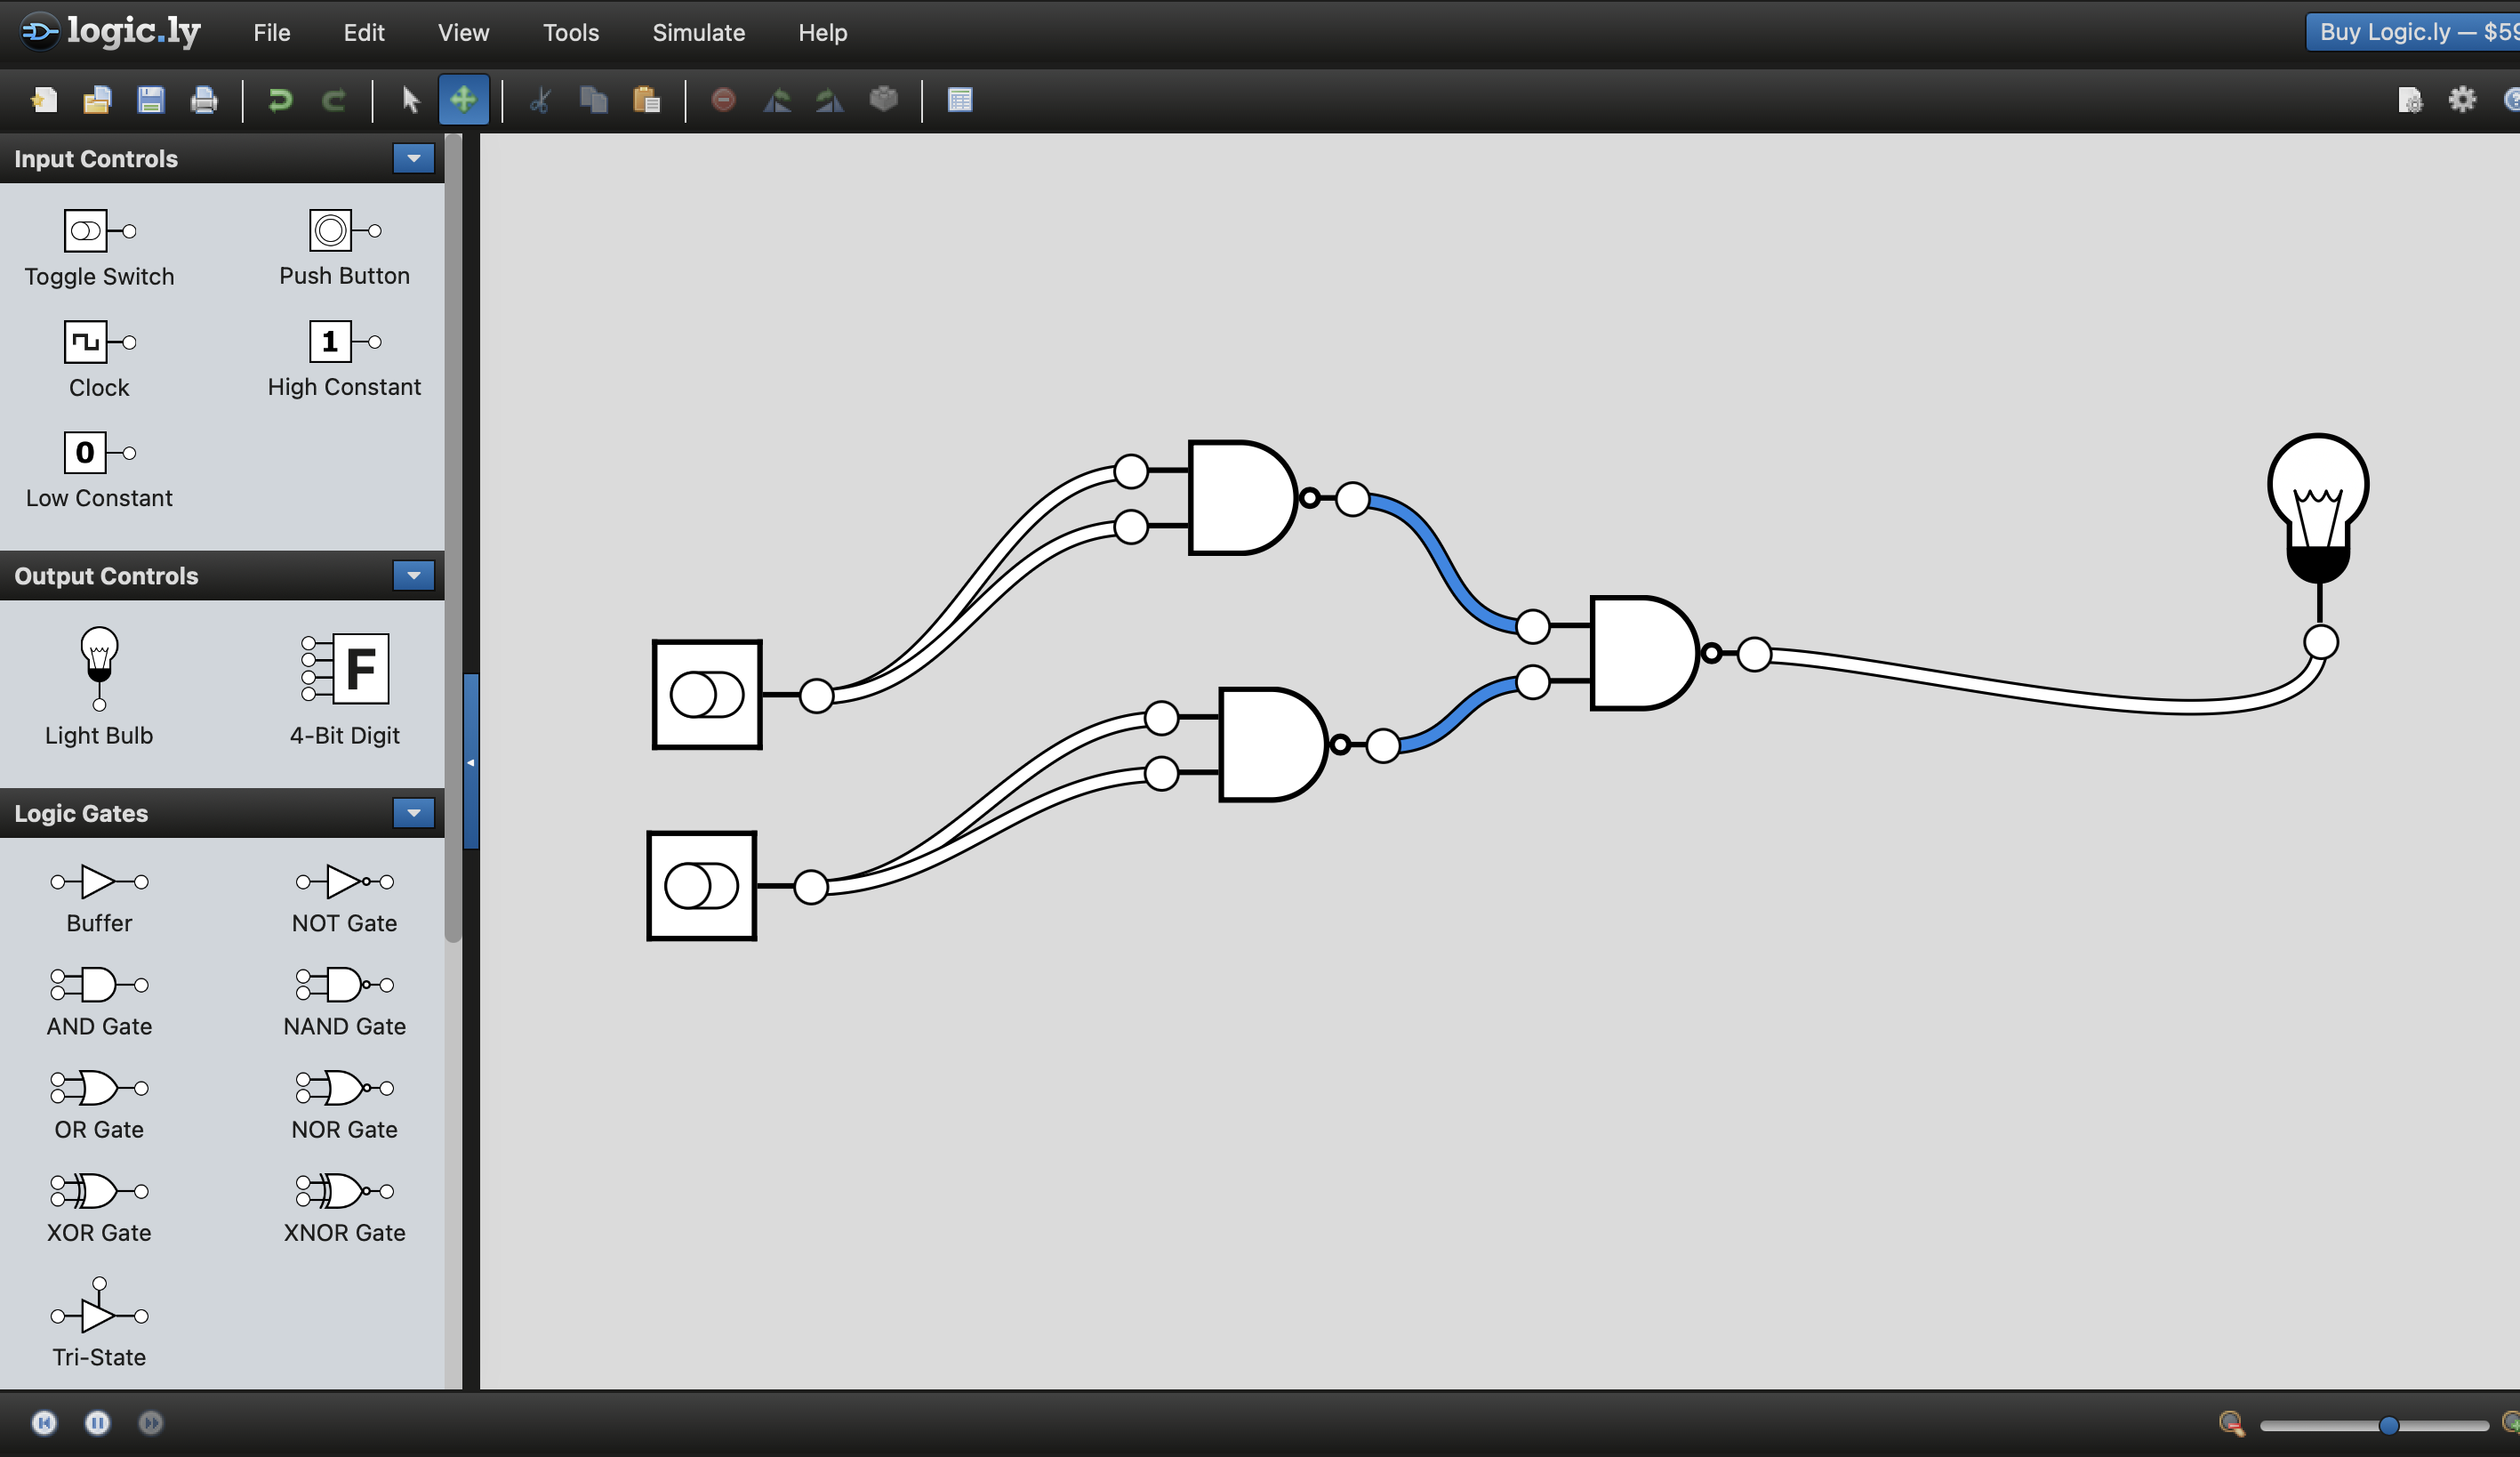 logic.ly File Edit View Tools Simulate Help Buy Logic.ly — $59
Input Controls
Toggle Switch Push Button
1
Clock High Constant
0
Low Constant
Output Controls
F
Light Bulb 4-Bit Digit
Logic Gates
Buffer NOT Gate
AND Gate NAND Gate
OR Gate NOR Gate
XOR Gate XNOR Gate
Tri-State